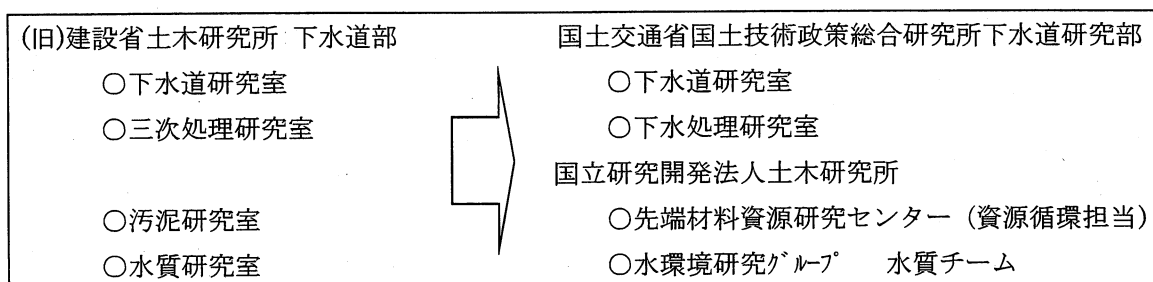 (旧)建設省土木研究所 下水道部
○下水道研究室
○三次処理研究室
○汚泥研究室
○水質研究室
国土交通省国土技術政策総合研究所下水道研究部
○下水道研究室
○下水処理研究室
国立研究開発法人土木研究所
○先端材料資源研究センター (資源循環担当)
○水環境研究グループ 水質チーム